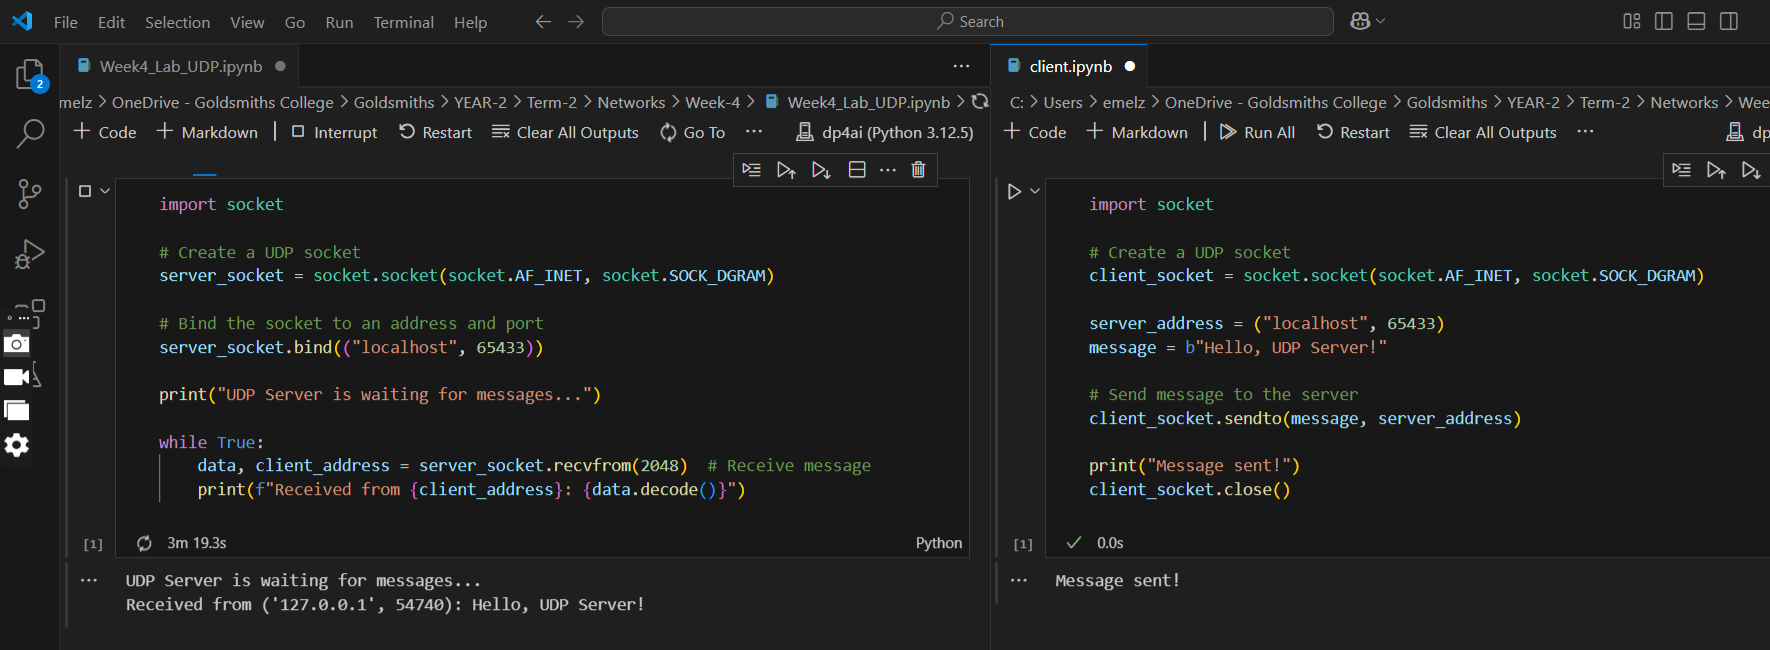 File Edit Selection View Go Run Terminal Help
Search
2
Week4_Lab_UDP.ipynb
melz > OneDrive - Goldsmiths College > Goldsmiths > YEAR-2 > Term-2 > Networks > Week-4 > Week4_Lab_UDP.ipynb >
+ Code + Markdown | Interrupt Restart Clear All Outputs Go To ... dp4ai (Python 3.12.5)
import socket
# Create a UDP socket
server_socket = socket.socket(socket.AF_INET, socket.SOCK_DGRAM)
# Bind the socket to an address and port
server_socket.bind(("localhost", 65433))
print("UDP Server is waiting for messages...")
while True:
data, client_address = server_socket.recvfrom(2048) # Receive message
print(f"Received from {client_address}: {data.decode()}")
[1] 3m 19.3s Python
UDP Server is waiting for messages...
Received from ('127.0.0.1', 54740): Hello, UDP Server!
client.ipynb
C: > Users > emelz > OneDrive - Goldsmiths College > Goldsmiths > YEAR-2 > Term-2 > Networks > Wee
+ Code + Markdown | Run All Restart Clear All Outputs ... dp
import socket
# Create a UDP socket
client_socket = socket.socket(socket.AF_INET, socket.SOCK_DGRAM)
server_address = ("localhost", 65433)
message = b"Hello, UDP Server!"
# Send message to the server
client_socket.sendto(message, server_address)
print("Message sent!")
client_socket.close()
[1] 0.0s
Message sent!